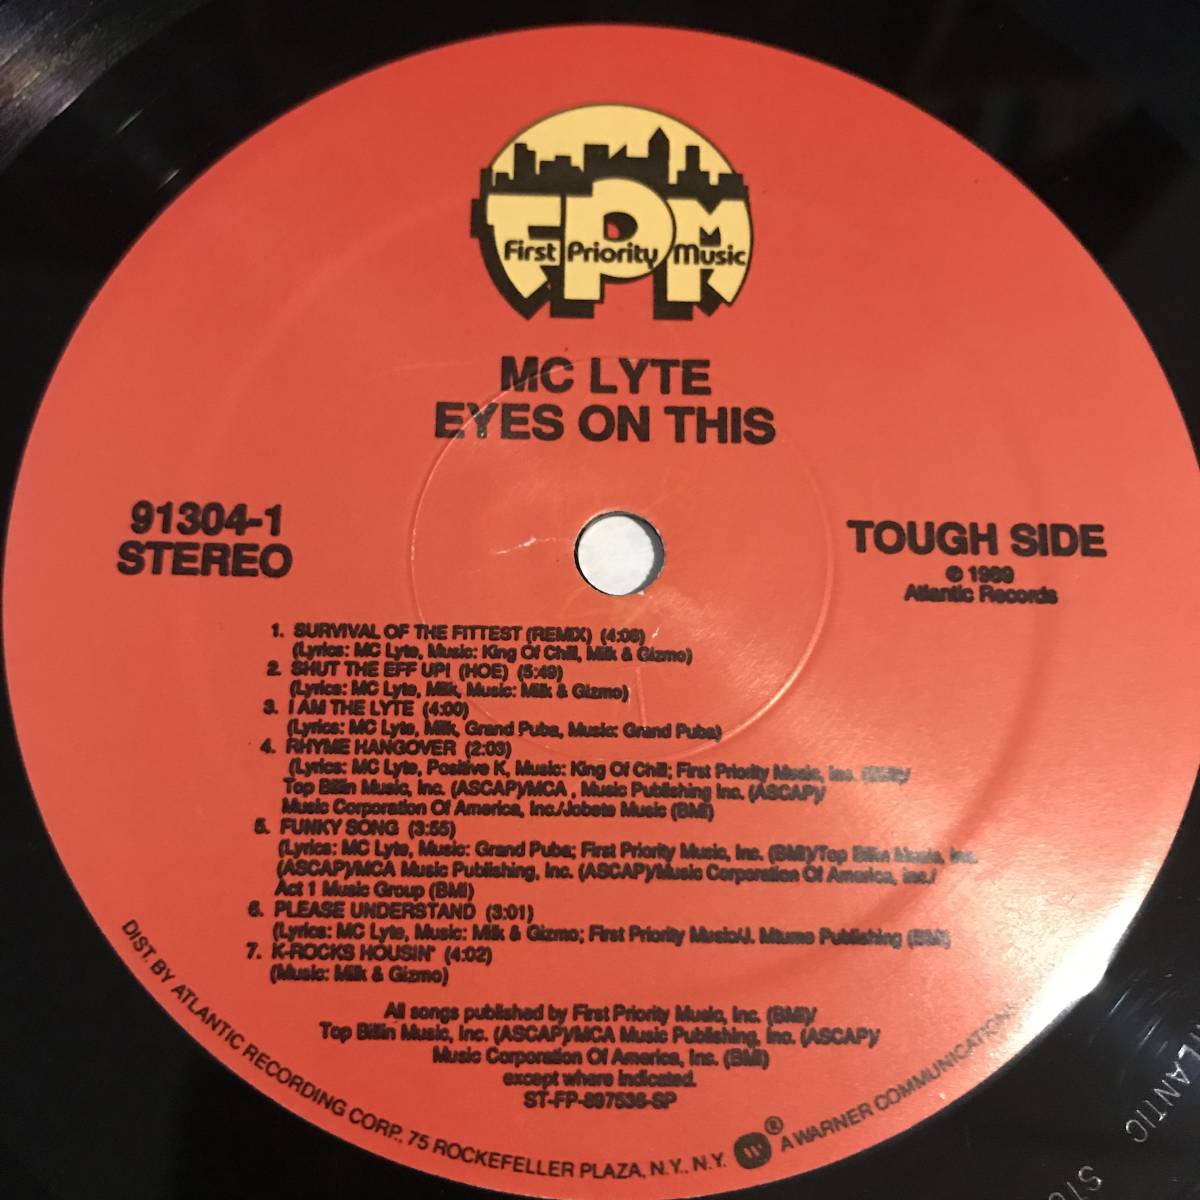 FPM
First Priority Music
MC LYTE
EYES ON THIS
91304-1
STEREO
TOUGH SIDE
℗ 1989
Atlantic Records
1. SURVIVAL OF THE FITTEST (REMIX) (4:06)
(Lyrics: MC Lyte, Music: King Of Chill, Milk & Gizmo)
2. SHUT THE EFF UP! (HOE) (5:49)
(Lyrics: MC Lyte, Milk, Music: Milk & Gizmo)
3. I AM THE LYTE (4:00)
(Lyrics: MC Lyte, Milk, Grand Puba, Music: Grand Puba)
4. RHYME HANGOVER (2:03)
(Lyrics: MC Lyte, Positive K, Music: King Of Chill; First Priority Music, Inc. (BMI)/
Top Billin Music, Inc. (ASCAP)/MCA , Music Publishing Inc. (ASCAP)/
Music Corporation Of America, Inc./Jobete Music (BMI)
5. FUNKY SONG (3:55)
(Lyrics: MC Lyte, Music: Grand Puba; First Priority Music, Inc. (BMI)/Top Billin Music, Inc.
(ASCAP)/MCA Music Publishing, Inc. (ASCAP)/Music Corporation Of America, Inc./
Act 1 Music Group (BMI)
6. PLEASE UNDERSTAND (3:01)
(Lyrics: MC Lyte, Music: Milk & Gizmo; First Priority Music/J. Mtume Publishing (BMI)
7. K-ROCKS HOUSIN' (4:02)
(Music: Milk & Gizmo)
All songs published by First Priority Music, Inc. (BMI)/
Top Billin Music, Inc. (ASCAP)/MCA Music Publishing, Inc. (ASCAP)/
Music Corporation Of America, Inc. (BMI)
except where indicated.
ST-FP-897536-SP
DIST. BY ATLANTIC RECORDING CORP., 75 ROCKEFELLER PLAZA, N.Y., N.Y. ® A WARNER COMMUNICATIONS